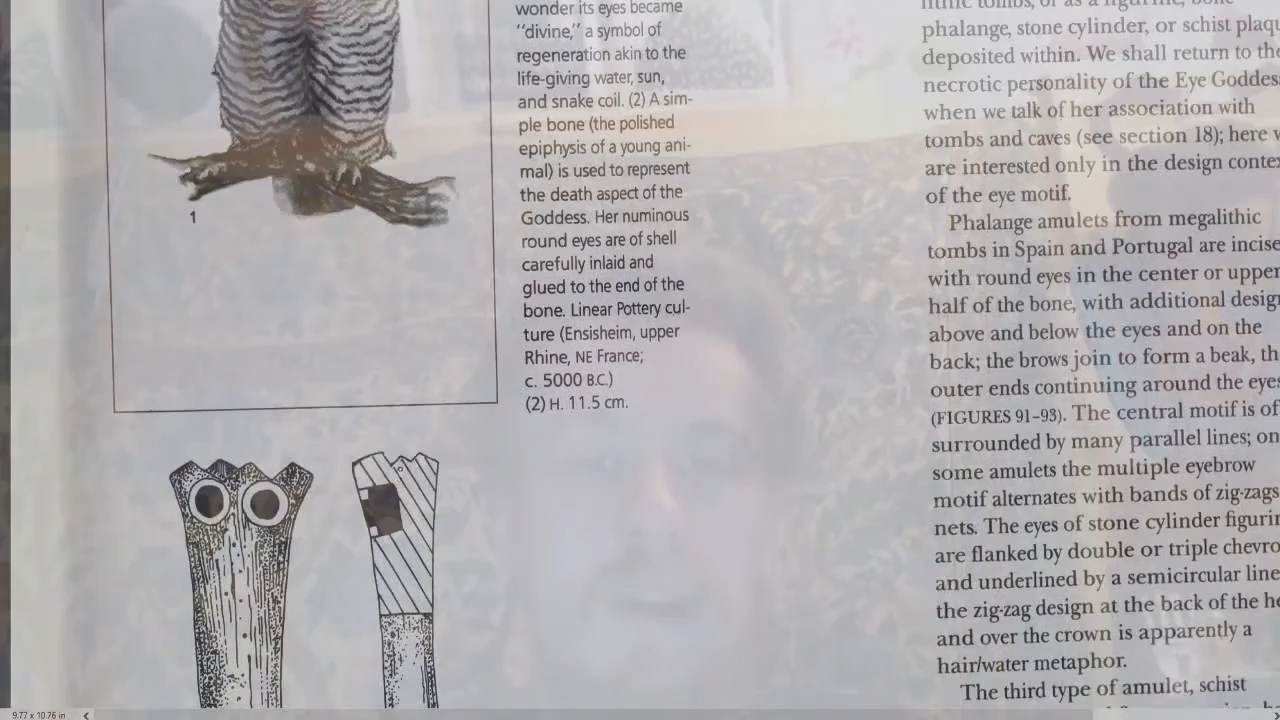 wonder its eyes became
"divine," a symbol of
regeneration akin to the
life-giving water, sun,
and snake coil. (2) A sim-
ple bone (the polished
epiphysis of a young ani-
mal) is used to represent
the death aspect of the
Goddess. Her numinous
round eyes are of shell
carefully inlaid and
glued to the end of the
bone. Linear Pottery cul-
ture (Ensisheim, upper
Rhine, NE France;
c. 5000 B.C.)
(2) H. 11.5 cm.
1
phalange, stone cylinder, or schist plaqu
deposited within. We shall return to the
necrotic personality of the Eye Goddes
when we talk of her association with
tombs and caves (see section 18); here w
are interested only in the design contex
of the eye motif.
Phalange amulets from megalithic
tombs in Spain and Portugal are incise
with round eyes in the center or upper
half of the bone, with additional design
above and below the eyes and on the
back; the brows join to form a beak, th
outer ends continuing around the eyes
(FIGURES 91–93). The central motif is of
surrounded by many parallel lines; on
some amulets the multiple eyebrow
motif alternates with bands of zig-zags
nets. The eyes of stone cylinder figurin
are flanked by double or triple chevro
and underlined by a semicircular line
the zig-zag design at the back of the he
and over the crown is apparently a
hair/water metaphor.
The third type of amulet, schist
9.77 x 10.76 in